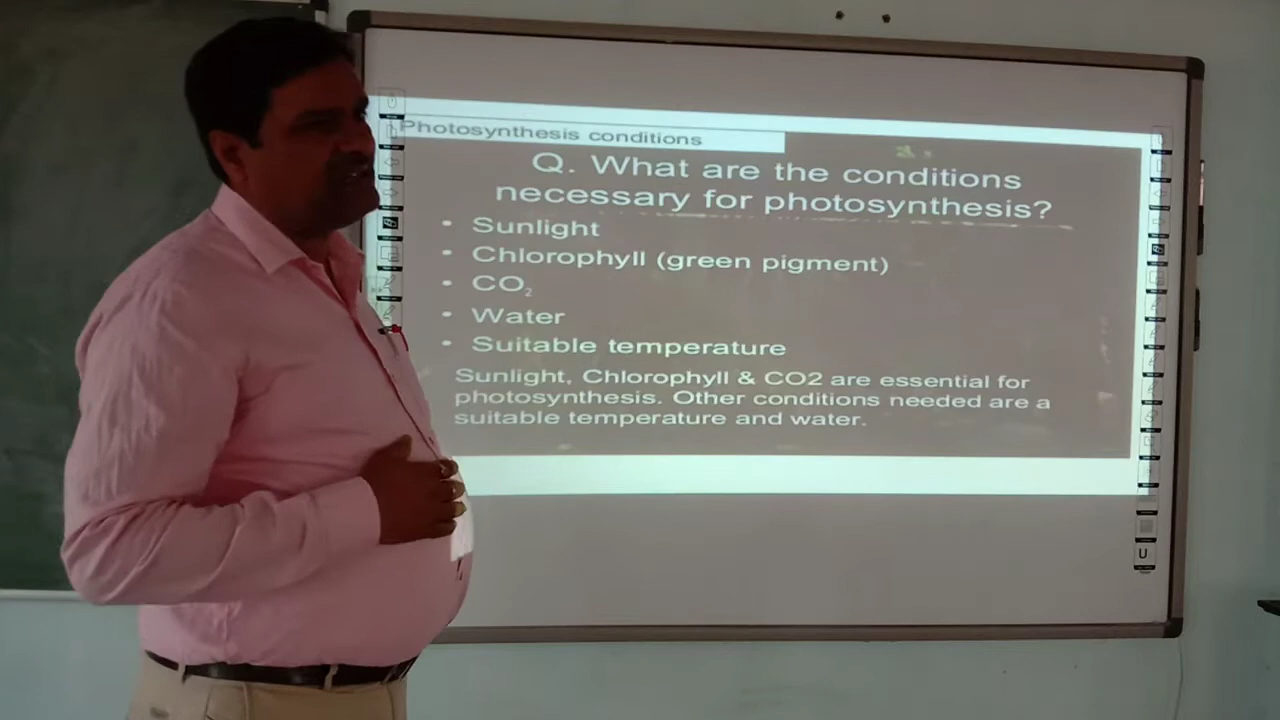 Photosynthesis conditions
Q. What are the conditions
necessary for photosynthesis?
• Sunlight
• Chlorophyll (green pigment)
• CO₂
• Water
• Suitable temperature
Sunlight, Chlorophyll & CO2 are essential for
photosynthesis. Other conditions needed are a
suitable temperature and water.
U